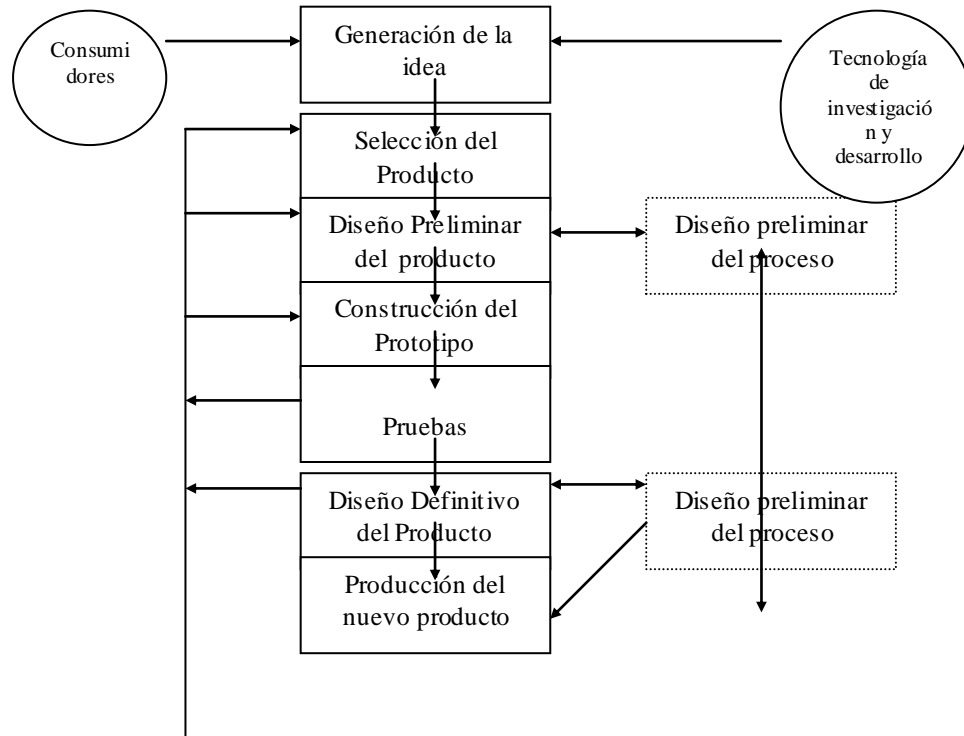 Consumi
dores
Generación de la
idea
Tecnología
de
investigació
n y
desarrollo
Selección del
Producto
Diseño Preliminar
del producto
Diseño preliminar
del proceso
Construcción del
Prototipo
Pruebas
Diseño Definitivo
del Producto
Diseño preliminar
del proceso
Producción del
nuevo producto